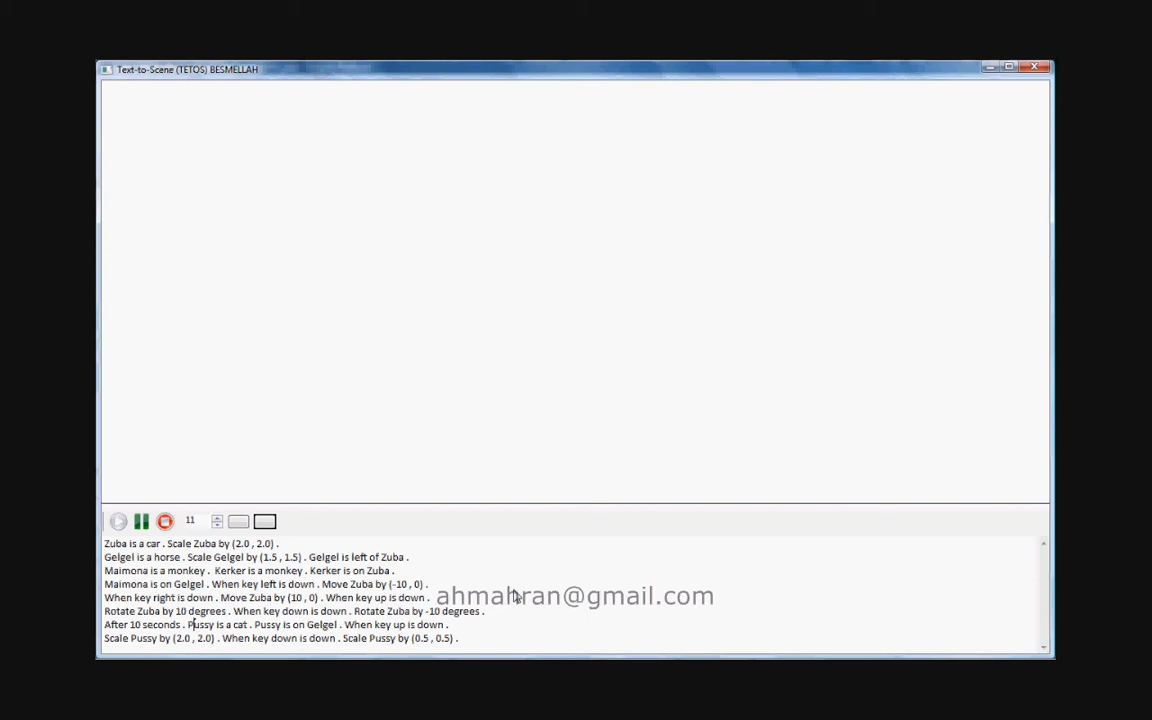 Text-to-Scene (TETOS) BESMELLAH
11
Zuba is a car . Scale Zuba by (2.0 , 2.0) .
Gelgel is a horse . Scale Gelgel by (1.5 , 1.5) . Gelgel is left of Zuba .
Maimona is a monkey . Kerker is a monkey . Kerker is on Zuba .
Maimona is on Gelgel . When key left is down . Move Zuba by (-10 , 0) .
When key right is down . Move Zuba by (10 , 0) . When key up is down .
ahmahran@gmail.com
Rotate Zuba by 10 degrees . When key down is down . Rotate Zuba by -10 degrees .
After 10 seconds . Pussy is a cat . Pussy is on Gelgel . When key up is down .
Scale Pussy by (2.0 , 2.0) . When key down is down . Scale Pussy by (0.5 , 0.5) .